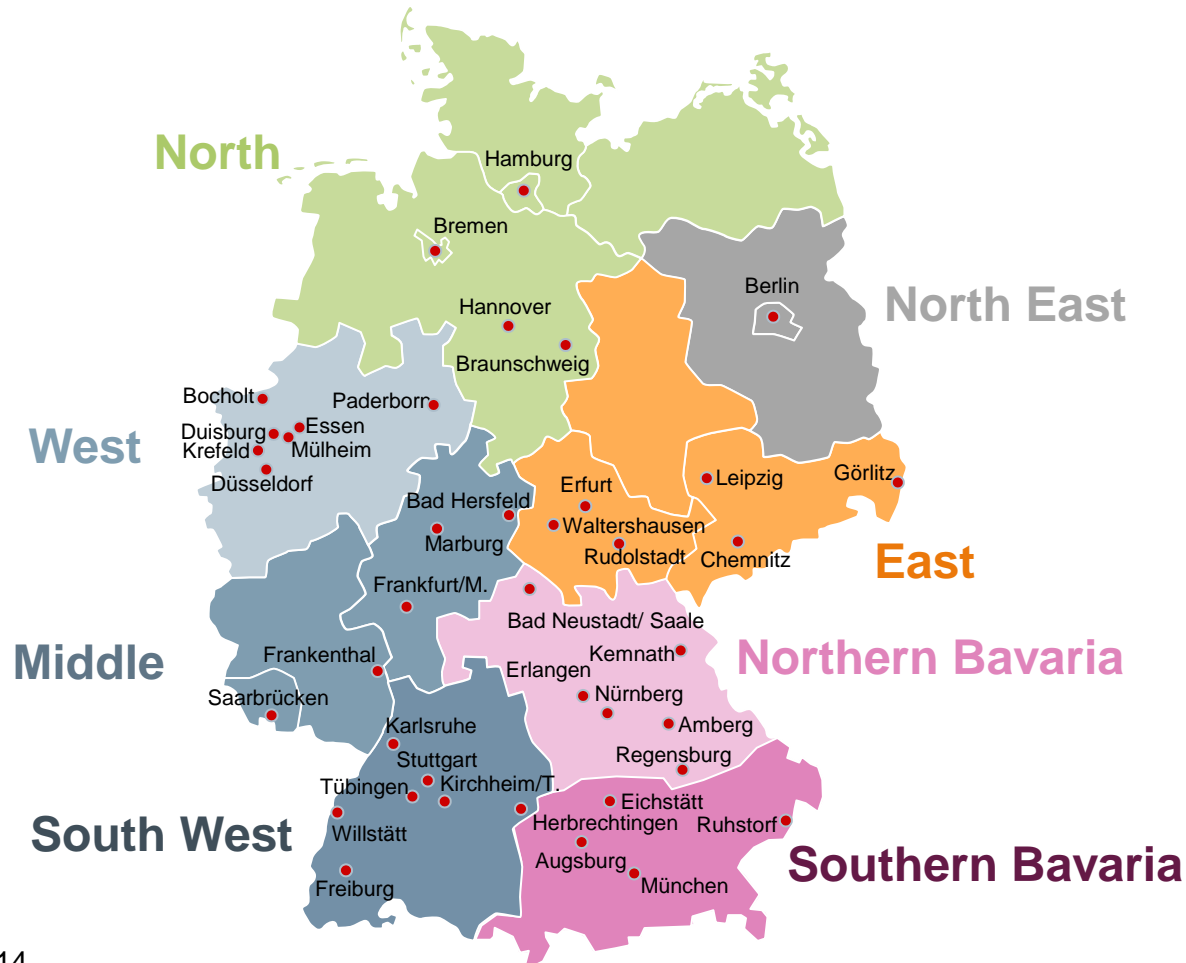 North
Hamburg
Bremen
Berlin
North East
Hannover
Braunschweig
Bocholt
Paderborn
West
Duisburg
Essen
Krefeld
Mülheim
Düsseldorf
Leipzig
Görlitz
Erfurt
Bad Hersfeld
Waltershausen
Marburg
Rudolstadt
Chemnitz
East
Frankfurt/M.
Bad Neustadt/ Saale
Middle
Frankenthal
Kemnath
Northern Bavaria
Erlangen
Saarbrücken
Nürnberg
Karlsruhe
Amberg
Stuttgart
Regensburg
Tübingen
Kirchheim/T.
Eichstätt
South West
Willstätt
Herbrechtingen
Ruhstorf
Augsburg
Southern Bavaria
Freiburg
München
14